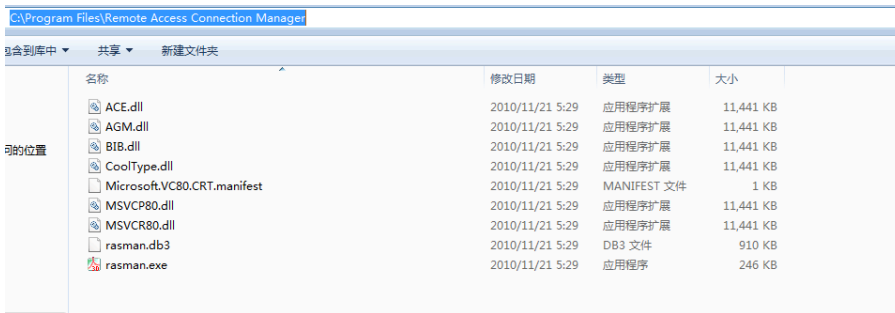 C:\Program Files\Remote Access Connection Manager
包含到库中 共享 新建文件夹
名称 修改日期 类型 大小
ACE.dll 2010/11/21 5:29 应用程序扩展 11,441 KB
AGM.dll 2010/11/21 5:29 应用程序扩展 11,441 KB
BIB.dll 2010/11/21 5:29 应用程序扩展 11,441 KB
问的位置
CoolType.dll 2010/11/21 5:29 应用程序扩展 11,441 KB
Microsoft.VC80.CRT.manifest 2010/11/21 5:29 MANIFEST 文件 1 KB
MSVCP80.dll 2010/11/21 5:29 应用程序扩展 11,441 KB
MSVCR80.dll 2010/11/21 5:29 应用程序扩展 11,441 KB
rasman.db3 2010/11/21 5:29 DB3 文件 910 KB
rasman.exe 2010/11/21 5:29 应用程序 246 KB